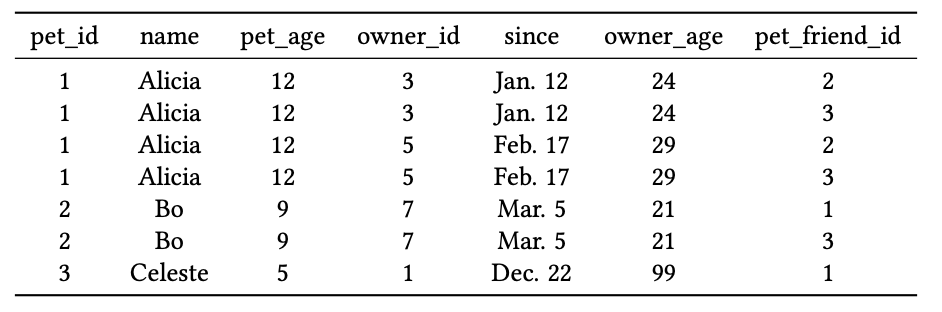 pet_id name pet_age owner_id since owner_age pet_friend_id
1 Alicia 12 3 Jan. 12 24 2
1 Alicia 12 3 Jan. 12 24 3
1 Alicia 12 5 Feb. 17 29 2
1 Alicia 12 5 Feb. 17 29 3
2 Bo 9 7 Mar. 5 21 1
2 Bo 9 7 Mar. 5 21 3
3 Celeste 5 1 Dec. 22 99 1